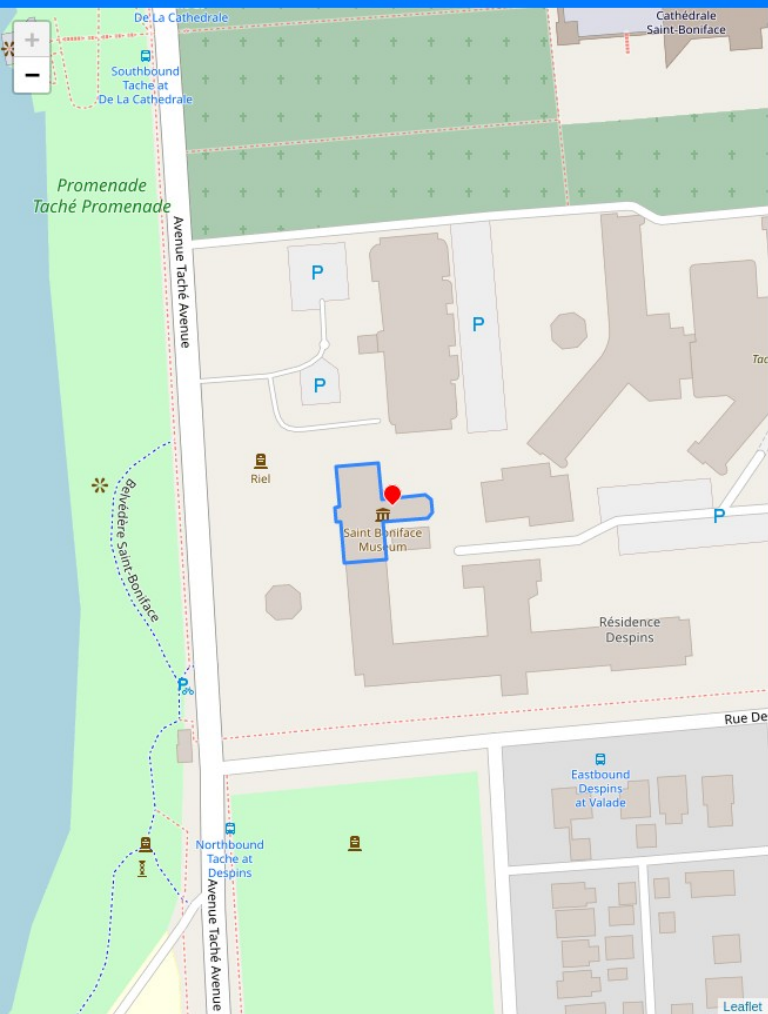 De La Cathedrale
Cathédrale
Saint-Boniface
+
−
Southbound
Tache at
De La Cathedrale
Promenade
Taché Promenade
Avenue Taché Avenue
P
P
P
Riel
Belvédère Saint-Boniface
Saint Boniface
Museum
P
Résidence
Despins
P
Rue De
Eastbound
Despins
at Valade
Northbound
Tache at
Despins
Avenue Taché Avenue
Leaflet